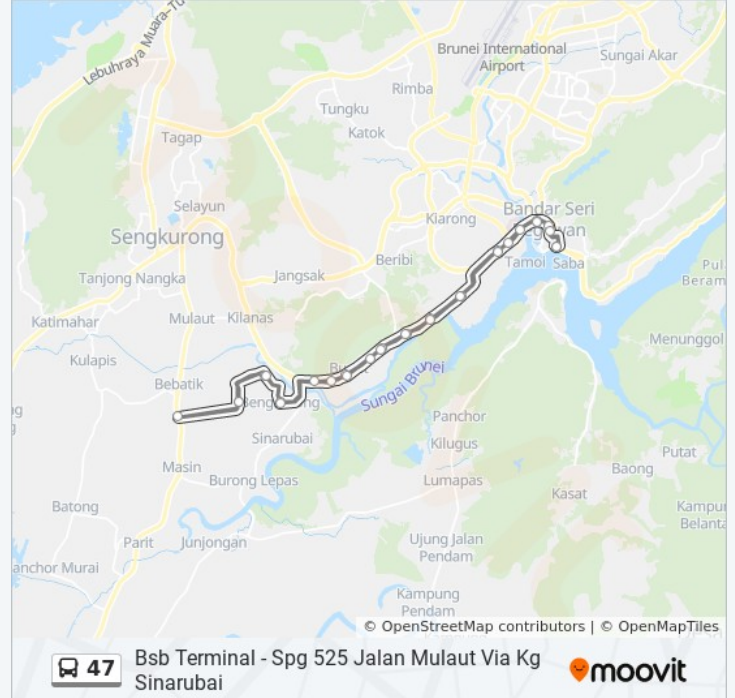 Lebuhraya Muara-Tu
Brunei International
Airport
Sungai Akar
Rimba
Tungku
Katok
Tagap
Selayun
Sengkurong
Kiarong
Bandar Seri
Tamoi
Saba
Beribi
Pul
Beram
Jangsak
Tanjong Nangka
Katimahar
Mulaut
Kilanas
Menunggol
Kulapis
Bebatik
Sungai Brunei
Panchor
Kilugus
Sinarubai
Masin
Burong Lepas
Lumapas
Putat
Baong
Kasat
Batong
Kampu
Belanta
Parit
Junjongan
Ujung Jalan
Pendam
anchor Murai
Kampung
Pendam
© OpenStreetMap contributors | © OpenMapTiles
47
Bsb Terminal - Spg 525 Jalan Mulaut Via Kg
Sinarubai
moovit